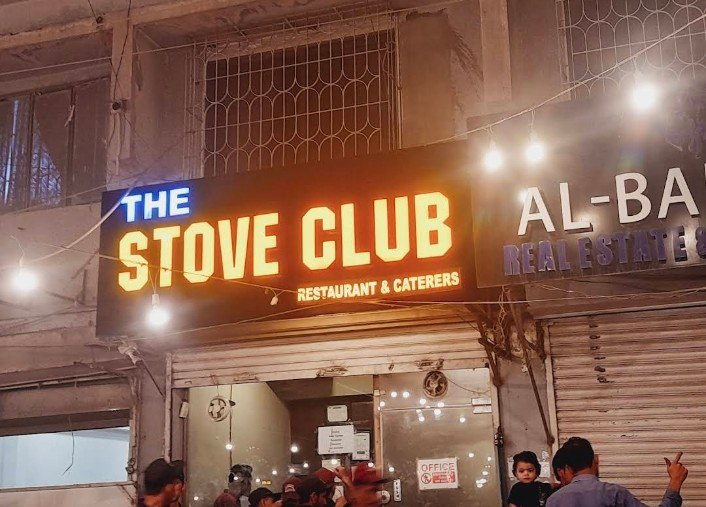 THE
STOVE CLUB
RESTAURANT & CATERERS
AL-BA
REAL ESTATE &
OFFICE